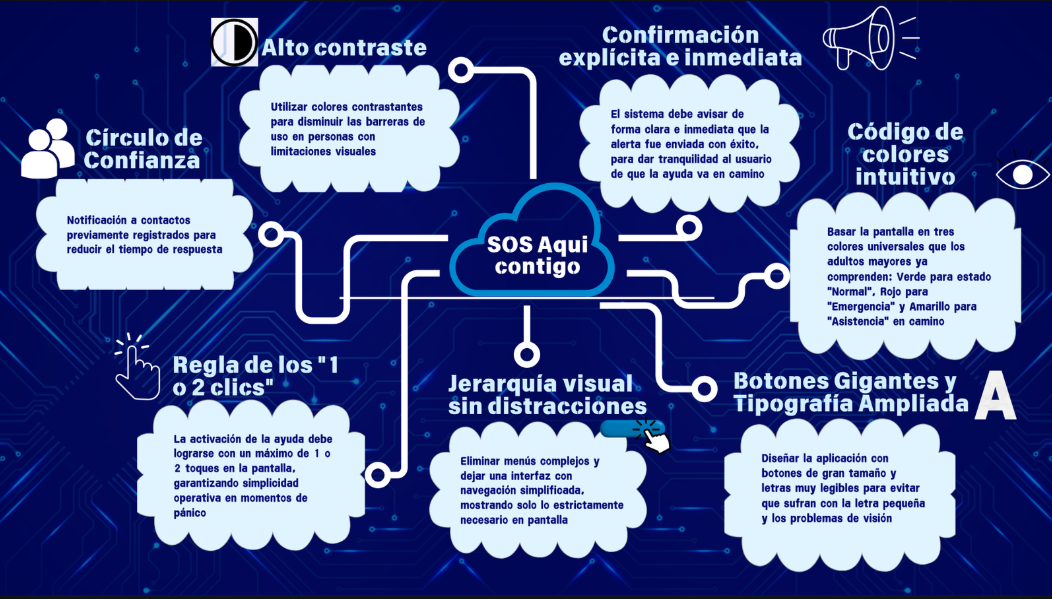 Alto contraste
Utilizar colores contrastantes
para disminuir las barreras de
uso en personas con
limitaciones visuales
Confirmación
explícita e inmediata
El sistema debe avisar de
forma clara e inmediata que la
alerta fue enviada con éxito,
para dar tranquilidad al usuario
de que la ayuda va en camino
Círculo de
Confianza
Notificación a contactos
previamente registrados para
reducir el tiempo de respuesta
Código de
colores
intuitivo
Basar la pantalla en tres
colores universales que los
adultos mayores ya
comprenden: Verde para estado
"Normal", Rojo para
"Emergencia" y Amarillo para
"Asistencia" en camino
SOS Aqui
contigo
Regla de los "1
o 2 clics"
La activación de la ayuda debe
lograrse con un máximo de 1 o
2 toques en la pantalla,
garantizando simplicidad
operativa en momentos de
pánico
Jerarquía visual
sin distracciones
Eliminar menús complejos y
dejar una interfaz con
navegación simplificada,
mostrando solo lo estrictamente
necesario en pantalla
Botones Gigantes y
Tipografía Ampliada
A
Diseñar la aplicación con
botones de gran tamaño y
letras muy legibles para evitar
que sufran con la letra pequeña
y los problemas de visión